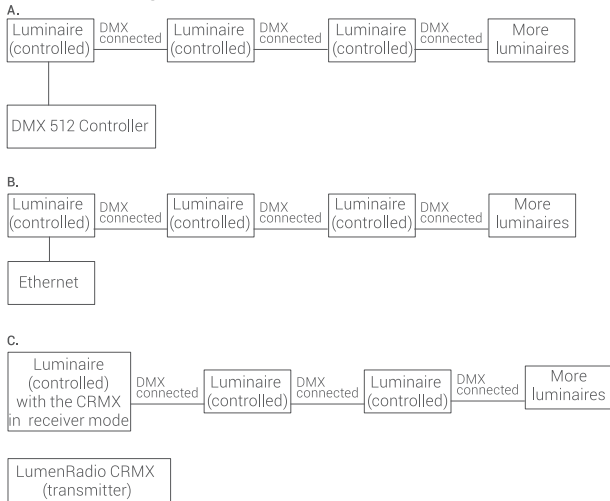 A.
Luminaire
(controlled)
DMX
connected
Luminaire
(controlled)
DMX
connected
Luminaire
(controlled)
DMX
connected
More
luminaires
DMX 512 Controller
B.
Luminaire
(controlled)
DMX
connected
Luminaire
(controlled)
DMX
connected
Luminaire
(controlled)
DMX
connected
More
luminaires
Ethernet
C.
Luminaire
(controlled)
with the CRMX
in receiver mode
DMX
connected
Luminaire
(controlled)
DMX
connected
Luminaire
(controlled)
DMX
connected
More
luminaires
LumenRadio CRMX
(transmitter)